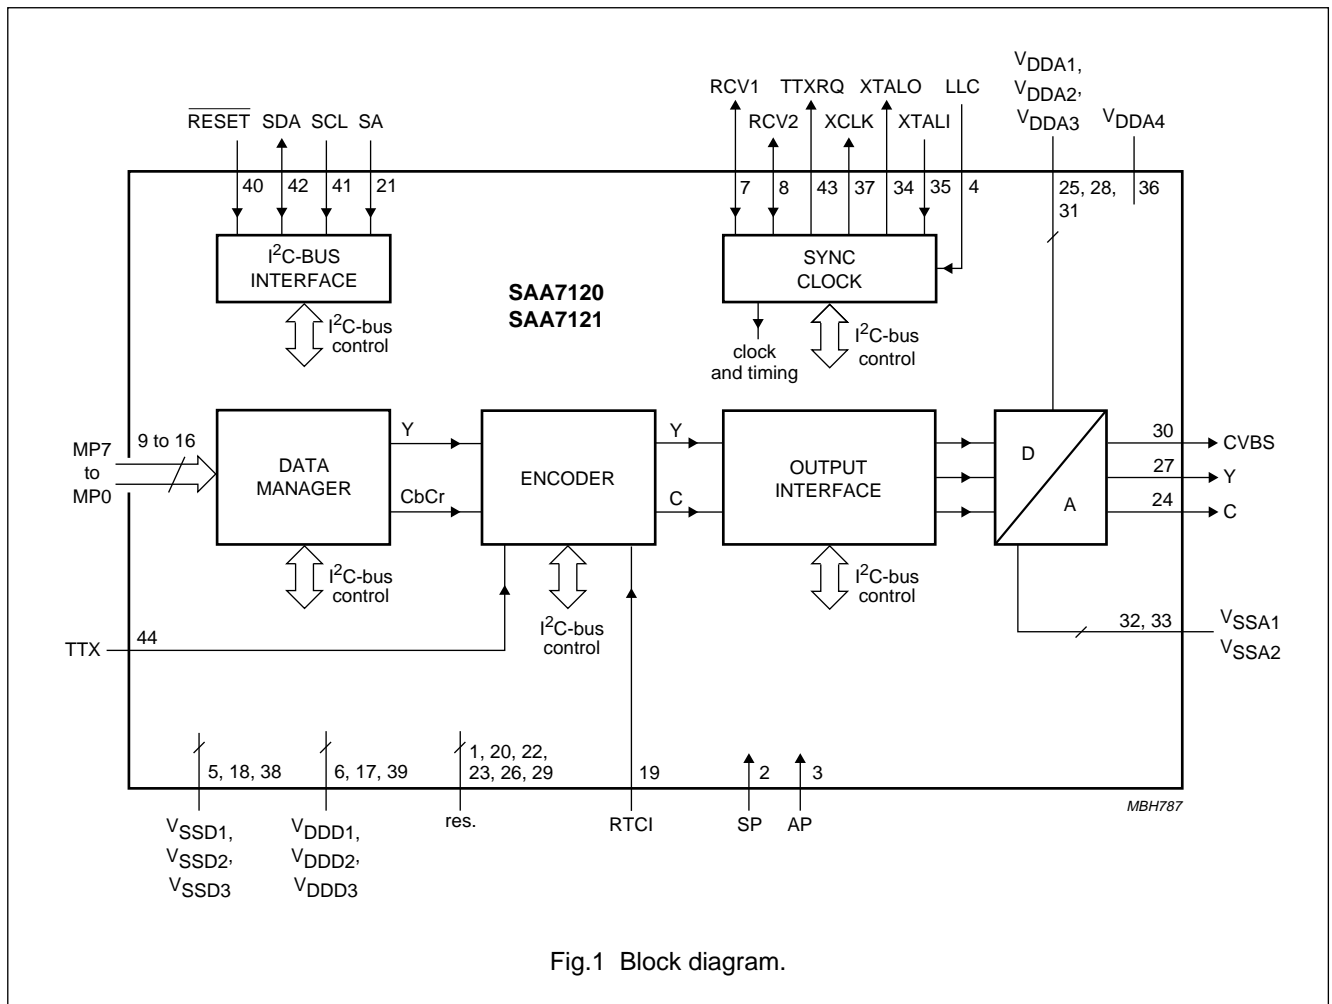 RESET SDA SCL SA
RCV1 TTXRQ XTALO LLC
RCV2 XCLK XTALI
VDDA1,
VDDA2,
VDDA3
VDDA4
40 42 41 21
7 8 43 37 34 35 4
25, 28,
31
36
I2C-BUS
INTERFACE
SYNC
CLOCK
SAA7120
SAA7121
I2C-bus
control
clock
and timing
I2C-bus
control
MP7
to
MP0
9 to 16
DATA
MANAGER
Y
CbCr
ENCODER
Y
C
OUTPUT
INTERFACE
D
A
30 CVBS
27 Y
24 C
I2C-bus
control
I2C-bus
control
I2C-bus
control
TTX 44
32, 33
VSSA1
VSSA2
5, 18, 38
6, 17, 39
1, 20, 22,
23, 26, 29
19
2
3
MBH787
VSSD1,
VSSD2,
VSSD3
VDDD1,
VDDD2,
VDDD3
res.
RTCI
SP
AP
Fig.1 Block diagram.